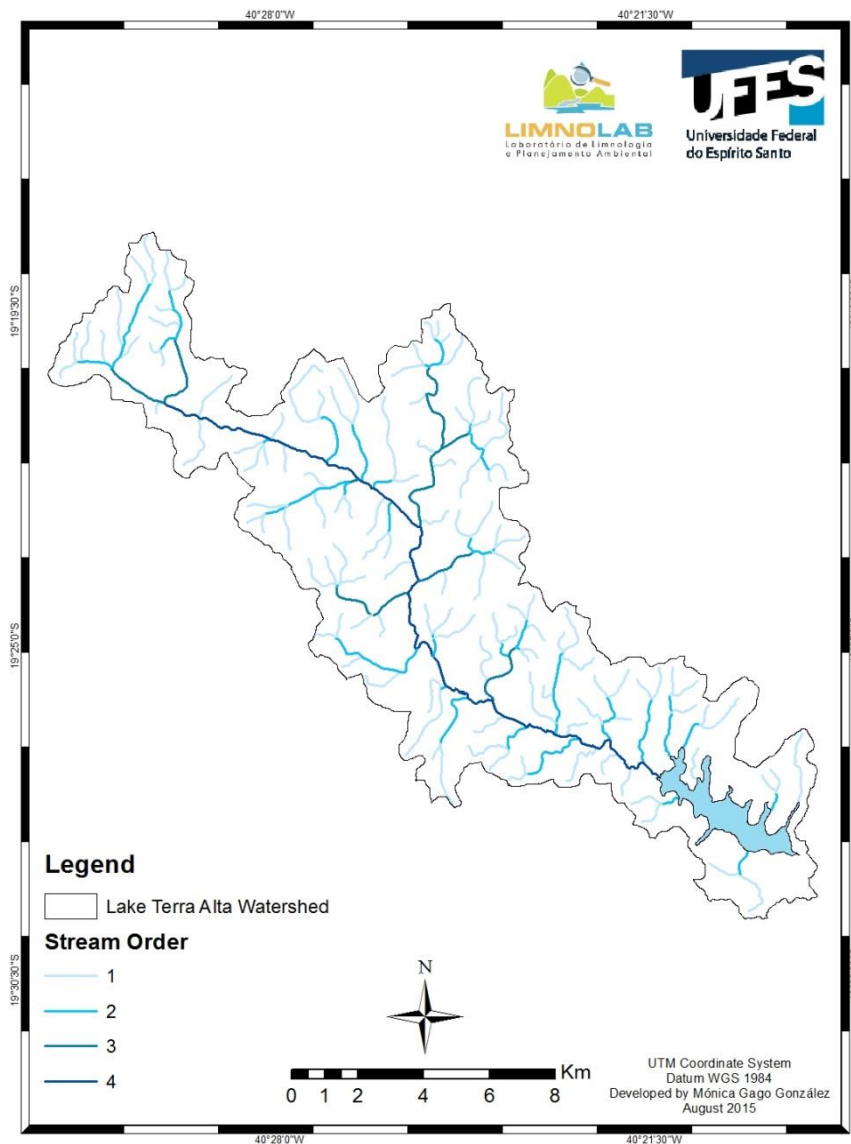 40°28'0"W
40°21'30"W
LIMNOLAB
Laboratório de Limnologia
e Planejamento Ambiental
UFES
Universidade Federal
do Espírito Santo
19°19'30"S
19°25'0"S
19°30'30"S
Legend
Lake Terra Alta Watershed
Stream Order
1
2
3
4
N
Km
0 1 2 4 6 8
UTM Coordinate System
Datum WGS 1984
Developed by Mónica Gago González
August 2015
40°28'0"W
40°21'30"W